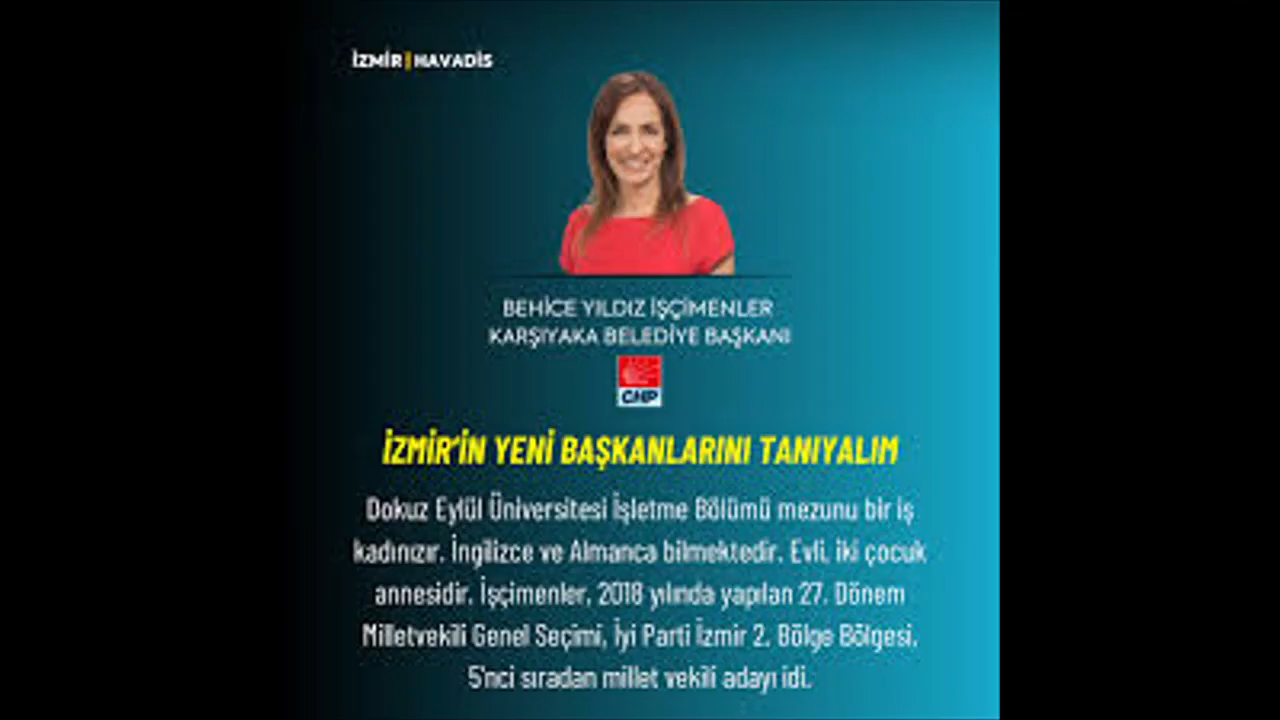 İZMİR|HAVADİS
BEHİCE YILDIZ İŞÇİMENLER
KARŞIYAKA BELEDİYE BAŞKANI
CHP
İZMİR'İN YENİ BAŞKANLARINI TANIYALIM
Dokuz Eylül Üniversitesi İşletme Bölümü mezunu bir iş
kadınızır. İngilizce ve Almanca bilmektedir. Evli, iki çocuk
annesidir. İşçimenler, 2018 yılında yapılan 27. Dönem
Milletvekili Genel Seçimi, İyi Parti İzmir 2. Bölge Bölgesi,
5'nci sıradan millet vekili adayı idi.